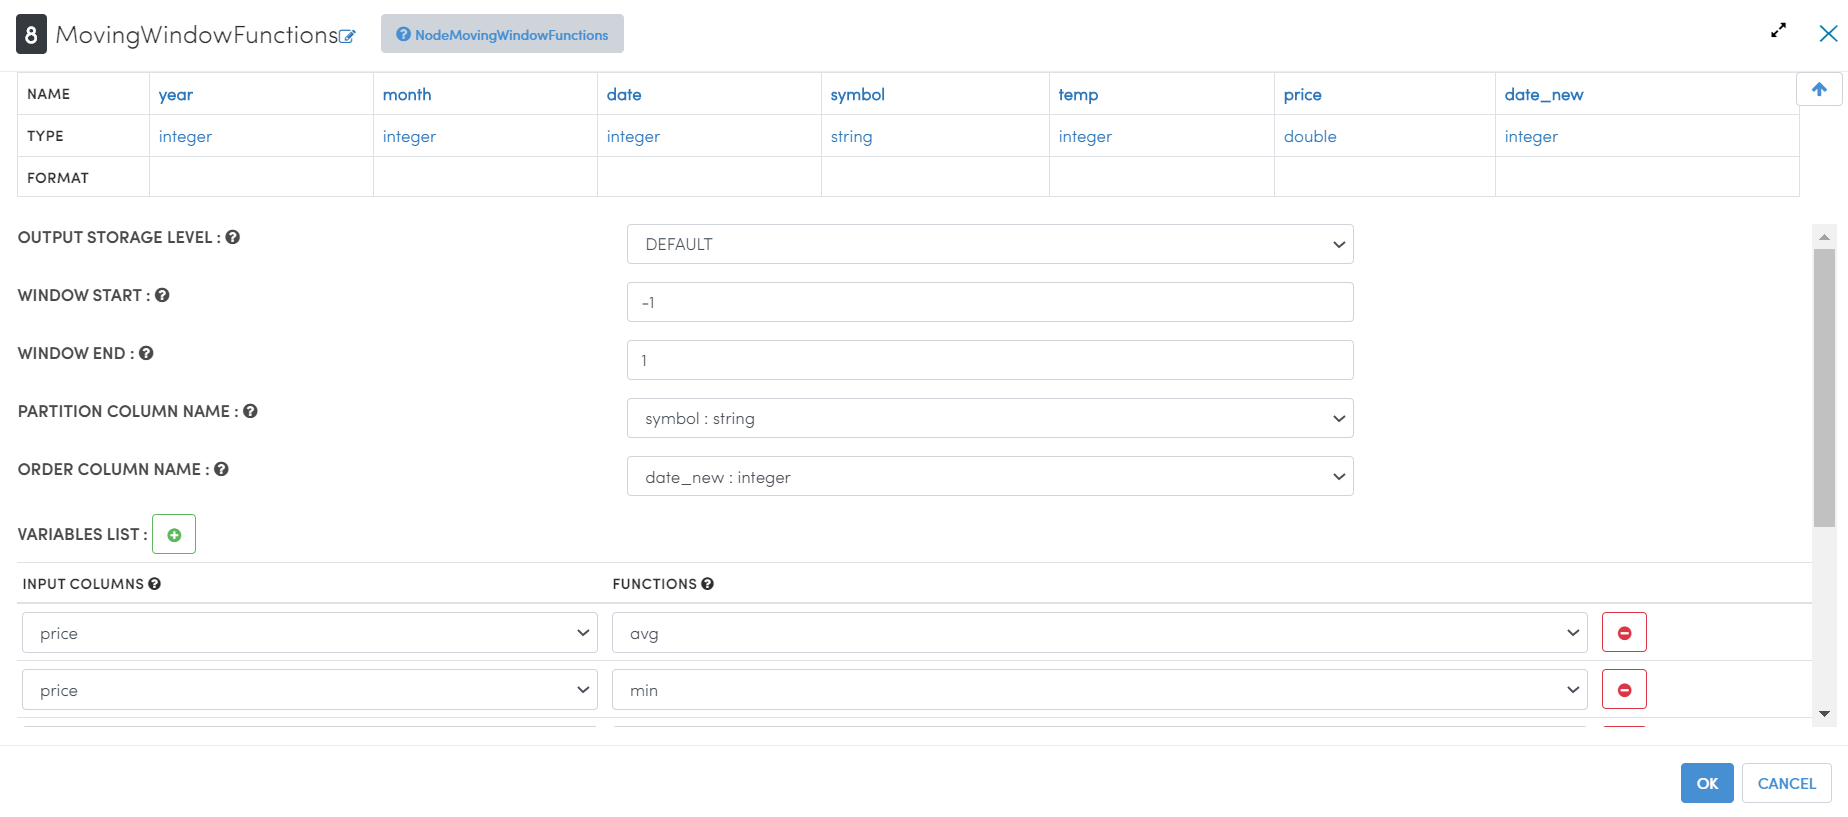 8 MovingWindowFunctions NodeMovingWindowFunctions
NAME year month date symbol temp price date_new
TYPE integer integer integer string integer double integer
FORMAT
OUTPUT STORAGE LEVEL : DEFAULT
WINDOW START : -1
WINDOW END : 1
PARTITION COLUMN NAME : symbol : string
ORDER COLUMN NAME : date_new : integer
VARIABLES LIST :
INPUT COLUMNS FUNCTIONS
price avg
price min
OK CANCEL